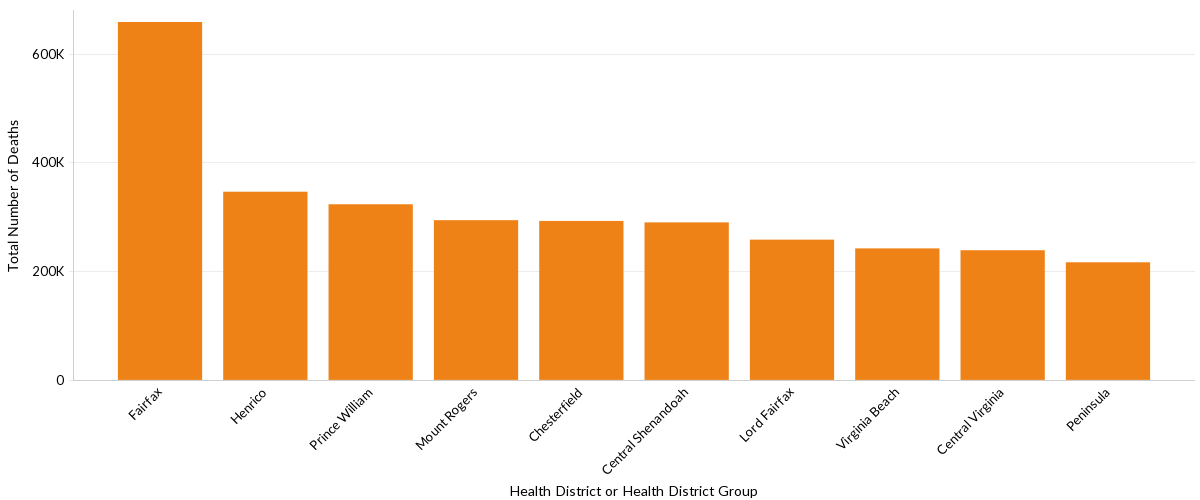 Total Number of Deaths
600K
400K
200K
0
Fairfax
Henrico
Prince William
Mount Rogers
Chesterfield
Central Shenandoah
Lord Fairfax
Virginia Beach
Central Virginia
Peninsula
Health District or Health District Group